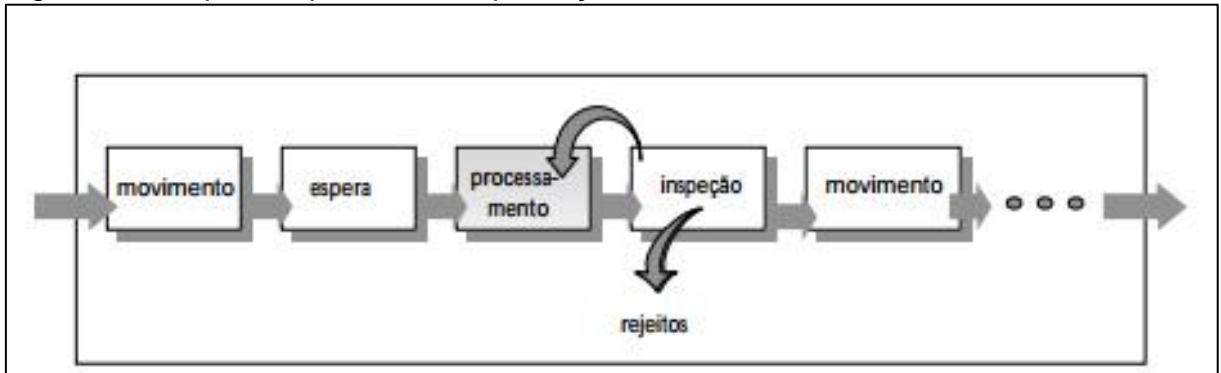 movimento
espera
processa-
mento
inspeção
movimento
rejeitos